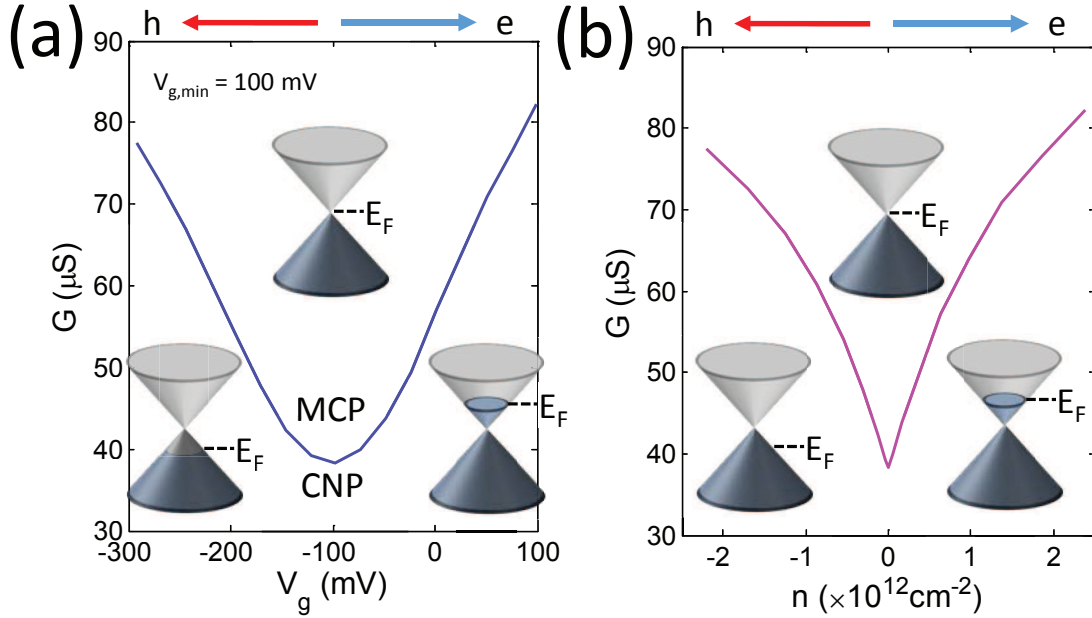 (a)
h
e
90
80
70
60
50
40
30
G (μS)
V_g,min = 100 mV
E_F
E_F
E_F
MCP
CNP
-300
-200
-100
0
100
V_g (mV)
(b)
h
e
90
80
70
60
50
40
30
G (μS)
E_F
E_F
E_F
-2
-1
0
1
2
n (×10^12cm^-2)